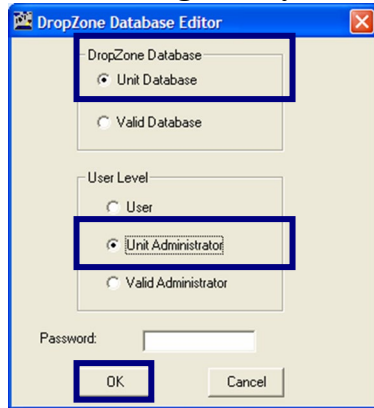 DropZone Database Editor
DropZone Database
Unit Database
Valid Database
User Level
User
Unit Administrator
Valid Administrator
Password:
OK Cancel